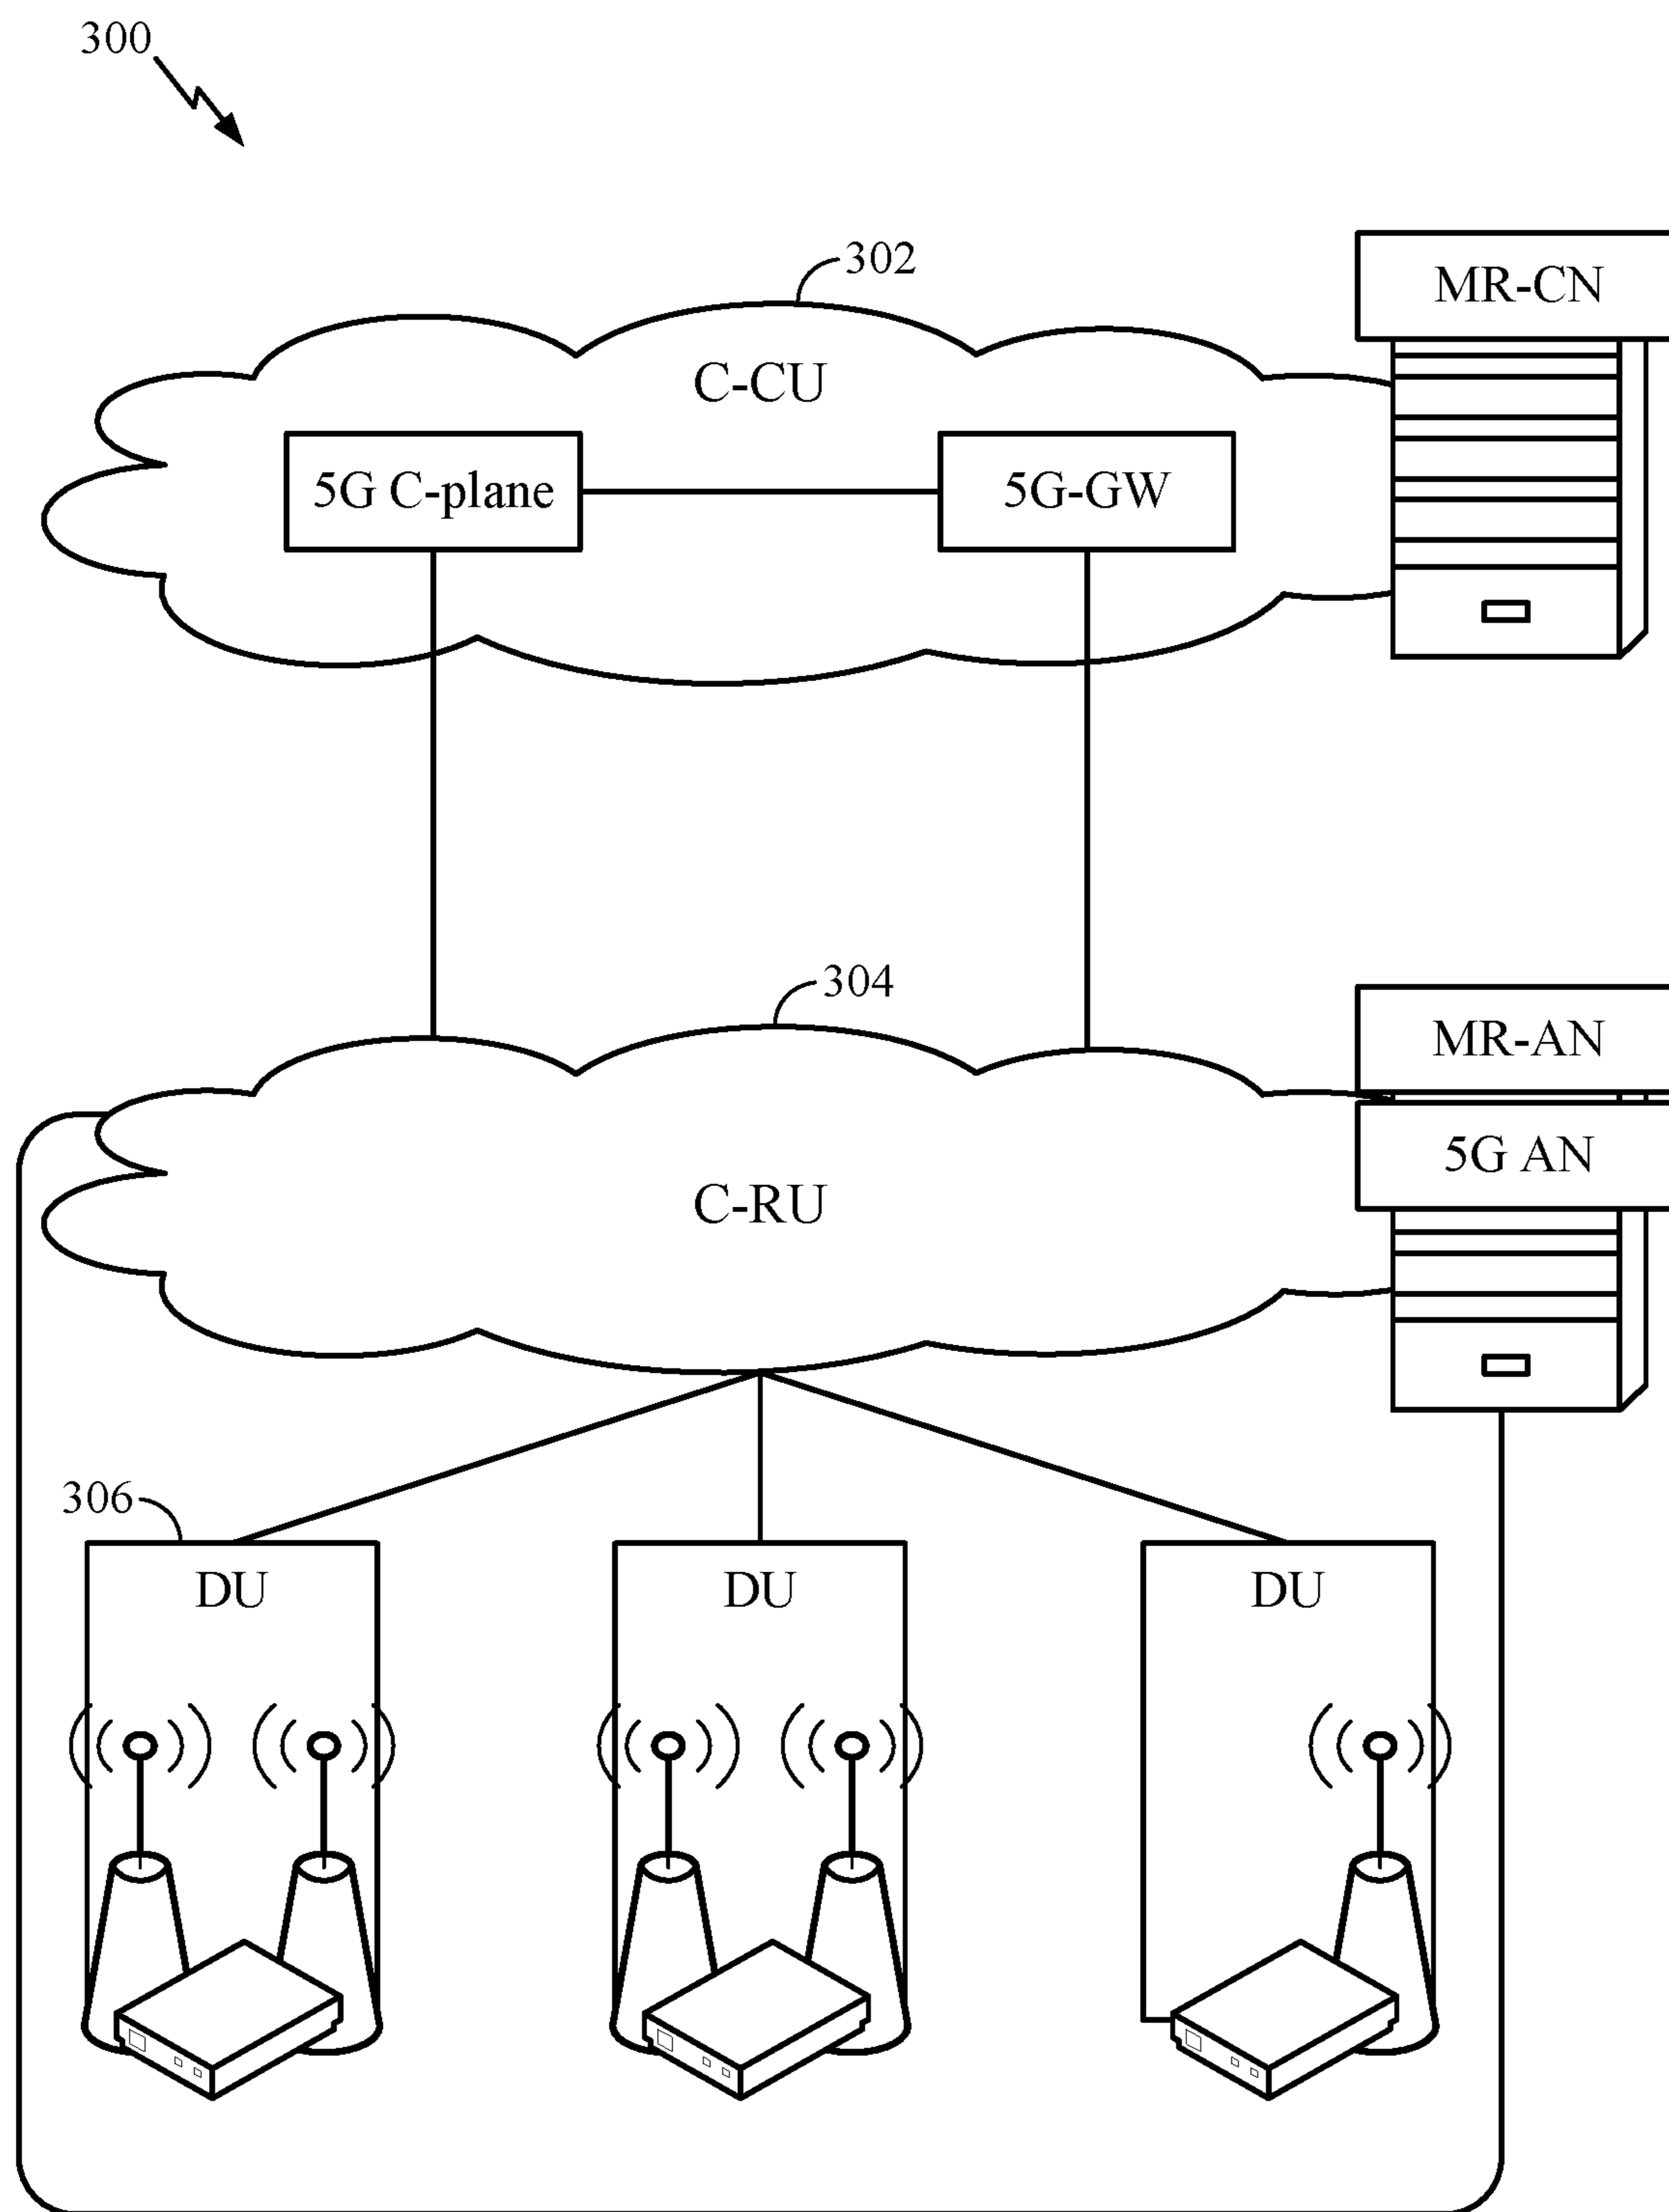 300
302
MR-CN
C-CU
5G C-plane
5G-GW
304
MR-AN
5G AN
C-RU
306
DU
DU
DU